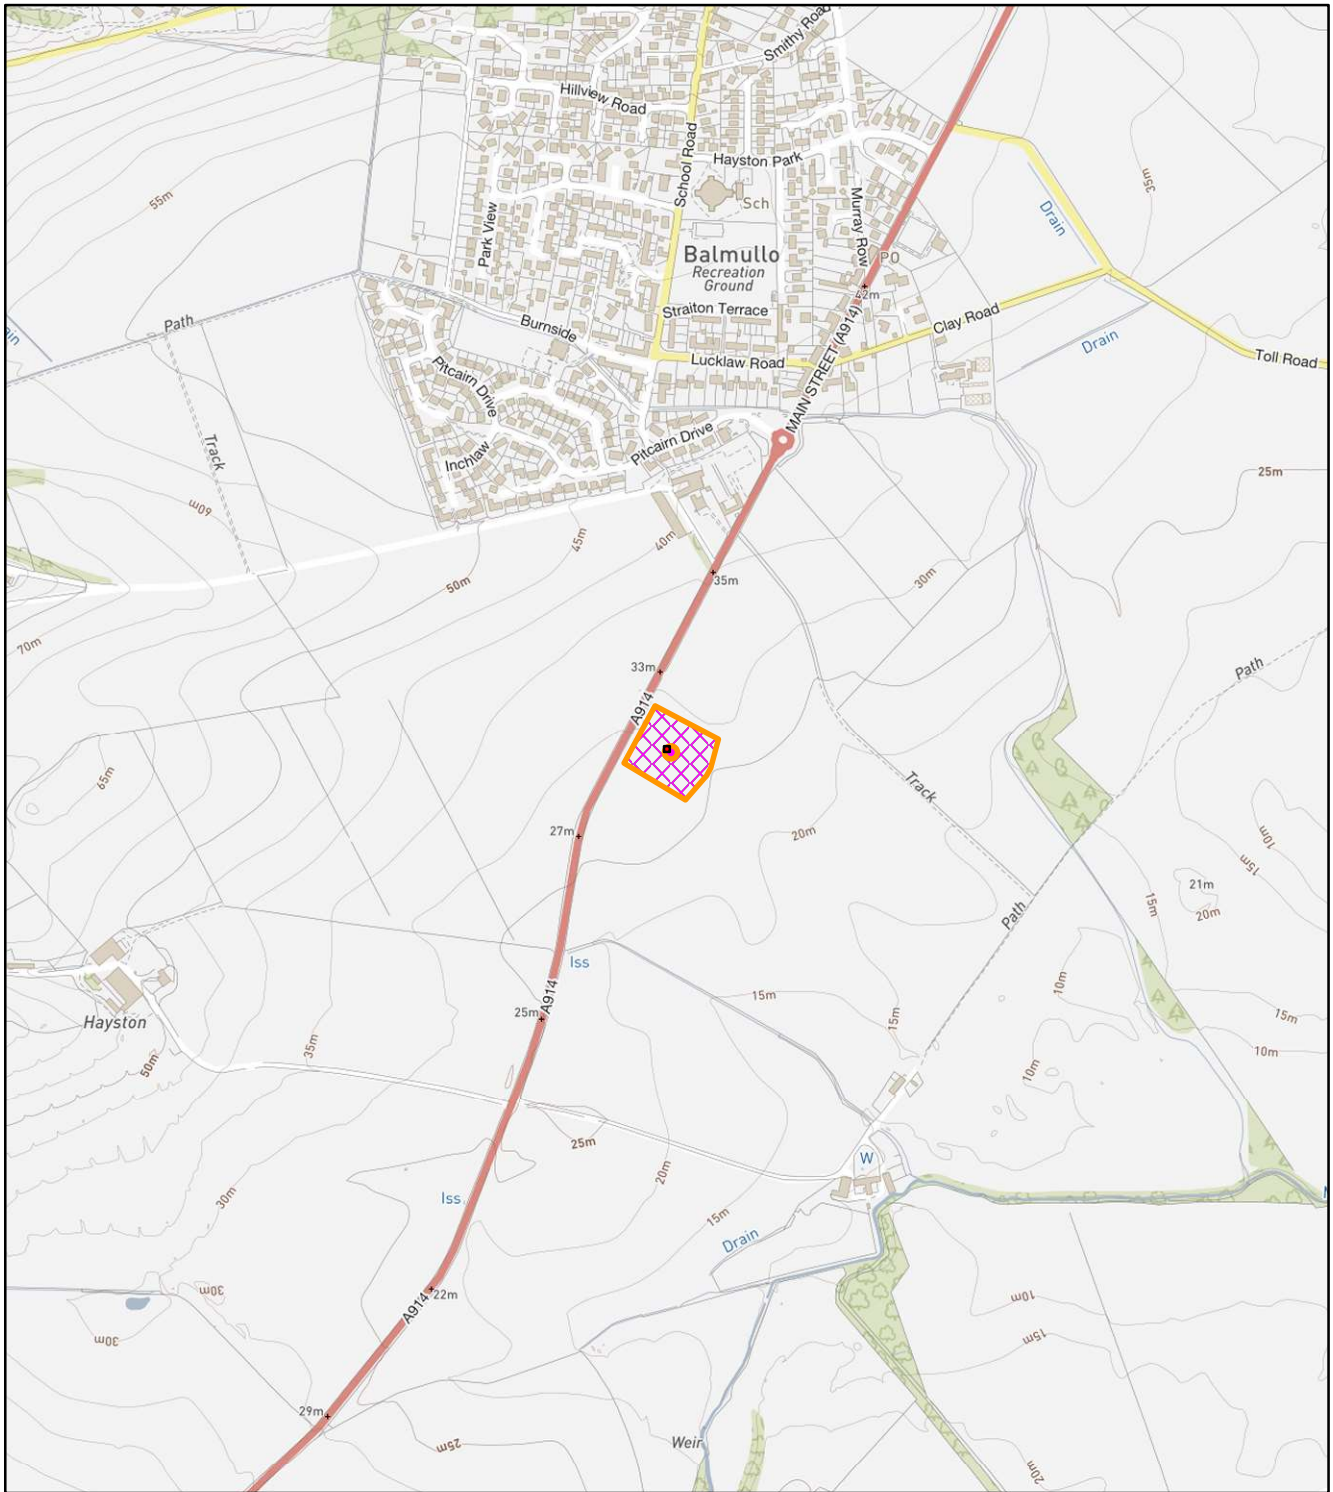 Smithy Road
Hillview Road
School Road
Hayston Park
55m
Sch
Murray Row
Drain
35m
Park View
Balmullo
Recreation
Ground
PO
42m
Straiton Terrace
Clay Road
Path
Burnside
Lucklaw Road
MAIN STREET (A914)
Drain
Toll Road
Pitcairn Drive
Track
Inchlaw
Pitcairn Drive
25m
60m
45m
40m
50m
35m
30m
70m
33m
Path
A914
65m
Track
27m
20m
10m
15m
21m
20m
15m
Path
Iss
10m
15m
15m
25m
A914
15m
Hayston
35m
50m
10m
10m
25m
W
20m
30m
Iss
15m
Drain
30m
A914
22m
10m
30m
15m
29m
25m
Weir
20m